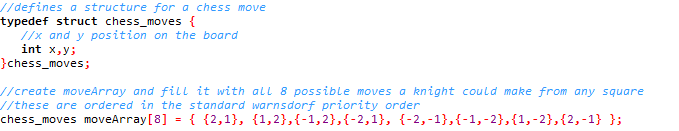 //defines a structure for a chess move
typedef struct chess_moves {
//x and y position on the board
int x,y;
}chess_moves;
//create moveArray and fill it with all 8 possible moves a knight could make from any square
//these are ordered in the standard warnsdorf priority order
chess_moves moveArray[8] = { {2,1}, {1,2},{-1,2},{-2,1}, {-2,-1},{-1,-2},{1,-2},{2,-1} };